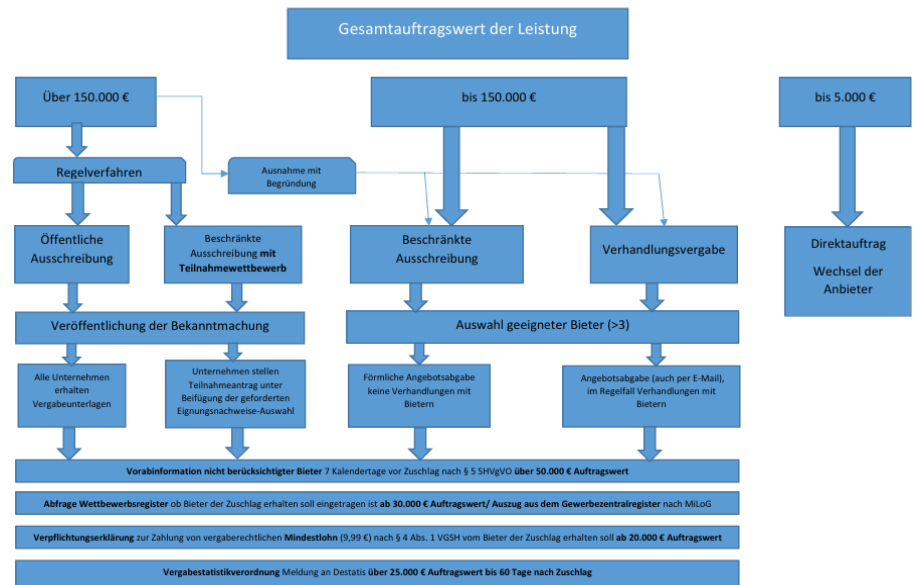 Gesamtauftragswert der Leistung
Über 150.000 €
bis 150.000 €
bis 5.000 €
Regelverfahren
Ausnahme mit
Begründung
Öffentliche
Ausschreibung
Beschränkte
Ausschreibung mit
Teilnahmewettbewerb
Beschränkte
Ausschreibung
Verhandlungsvergabe
Direktauftrag
Wechsel der
Anbieter
Veröffentlichung der Bekanntmachung
Auswahl geeigneter Bieter (>3)
Alle Unternehmen
erhalten
Vergabeunterlagen
Unternehmen stellen
Teilnahmeantrag unter
Beifügung der geforderten
Eignungsnachweise-Auswahl
Förmliche Angebotsabgabe
keine Verhandlungen mit
Bietern
Angebotsabgabe (auch per E-Mail),
im Regelfall Verhandlungen mit
Bietern
Vorabinformation nicht berücksichtigter Bieter 7 Kalendertage vor Zuschlag nach § 5 SHVgVO über 50.000 € Auftragswert
Abfrage Wettbewerbsregister ob Bieter der Zuschlag erhalten soll eingetragen ist ab 30.000 € Auftragswert/ Auszug aus dem Gewerbezentralregister nach MiLoG
Verpflichtungserklärung zur Zahlung von vergaberechtlichen Mindestlohn (9,99 €) nach § 4 Abs. 1 VGSH vom Bieter der Zuschlag erhalten soll ab 20.000 € Auftragswert
Vergabestatistikverordnung Meldung an Destatis über 25.000 € Auftragswert bis 60 Tage nach Zuschlag